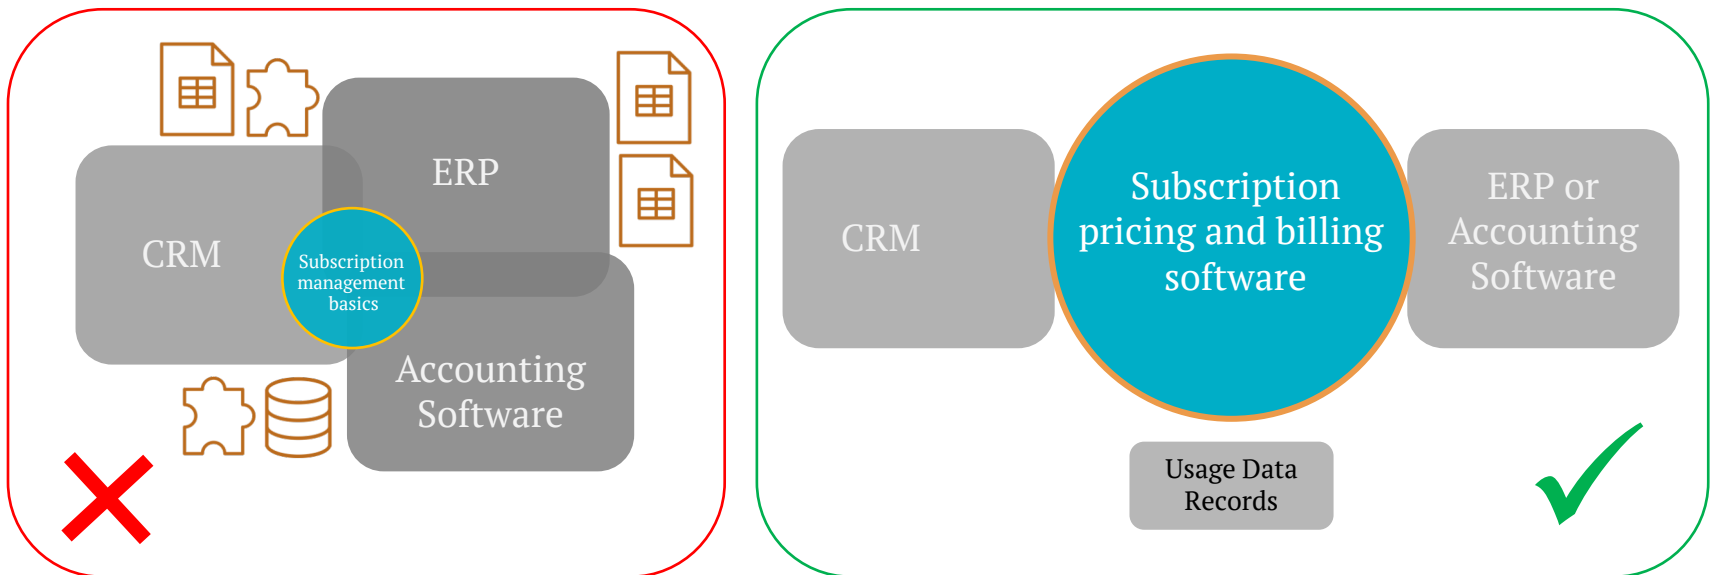 ERP
CRM
Subscription
management
basics
Accounting
Software
CRM
Subscription
pricing and billing
software
ERP or
Accounting
Software
Usage Data
Records